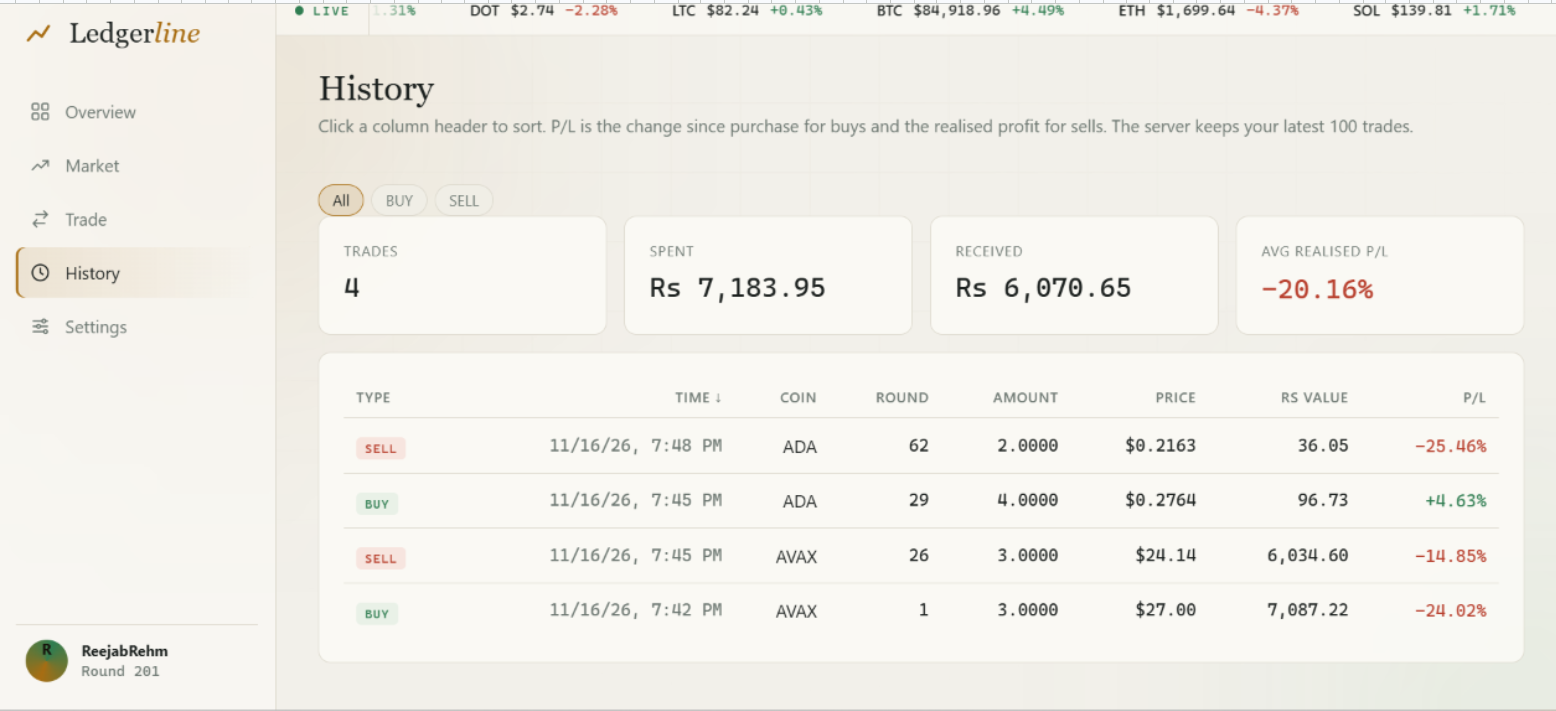 LIVE 1.31% DOT $2.74 −2.28% LTC $82.24 +0.43% BTC $84,918.96 +4.49% ETH $1,699.64 −4.37% SOL $139.81 +1.71%
Ledgerline
Overview
Market
Trade
History
Settings
R
ReejabRehm
Round 201
History
Click a column header to sort. P/L is the change since purchase for buys and the realised profit for sells. The server keeps your latest 100 trades.
All BUY SELL
TRADES SPENT RECEIVED AVG REALISED P/L
4 Rs 7,183.95 Rs 6,070.65 −20.16%
TYPE TIME ↓ COIN ROUND AMOUNT PRICE RS VALUE P/L
SELL 11/16/26, 7:48 PM ADA 62 2.0000 $0.2163 36.05 −25.46%
BUY 11/16/26, 7:45 PM ADA 29 4.0000 $0.2764 96.73 +4.63%
SELL 11/16/26, 7:45 PM AVAX 26 3.0000 $24.14 6,034.60 −14.85%
BUY 11/16/26, 7:42 PM AVAX 1 3.0000 $27.00 7,087.22 −24.02%